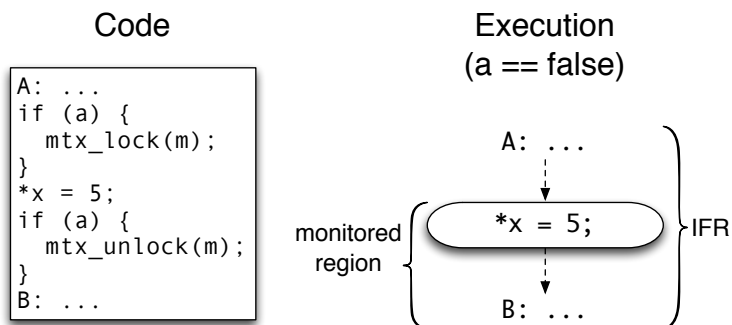 Code
A: ...
if (a) {
  mtx_lock(m);
}
*x = 5;
if (a) {
  mtx_unlock(m);
}
B: ...
Execution
(a == false)
A: ...
*x = 5;
monitored
region
IFR
B: ...